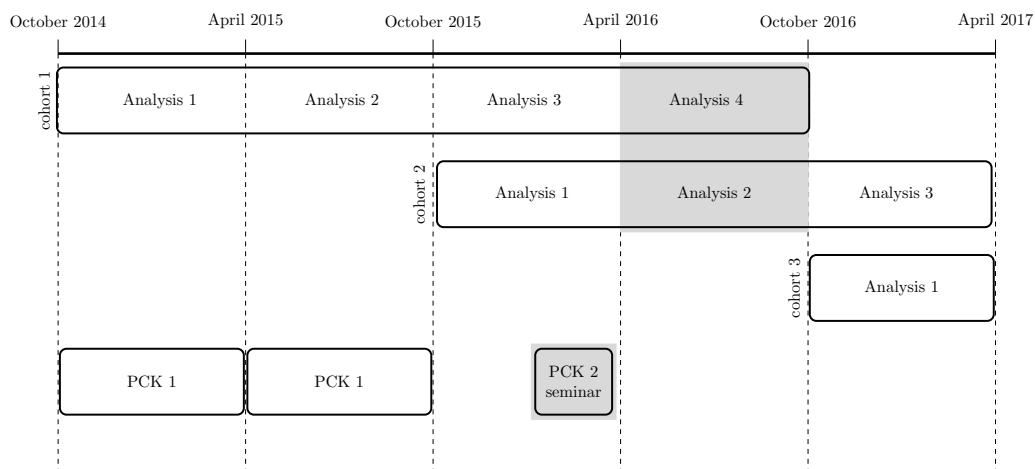 October 2014
April 2015
October 2015
April 2016
October 2016
April 2017
cohort 1
Analysis 1
Analysis 2
Analysis 3
Analysis 4
cohort 2
Analysis 1
Analysis 2
Analysis 3
cohort 3
Analysis 1
PCK 1
PCK 1
PCK 2
seminar